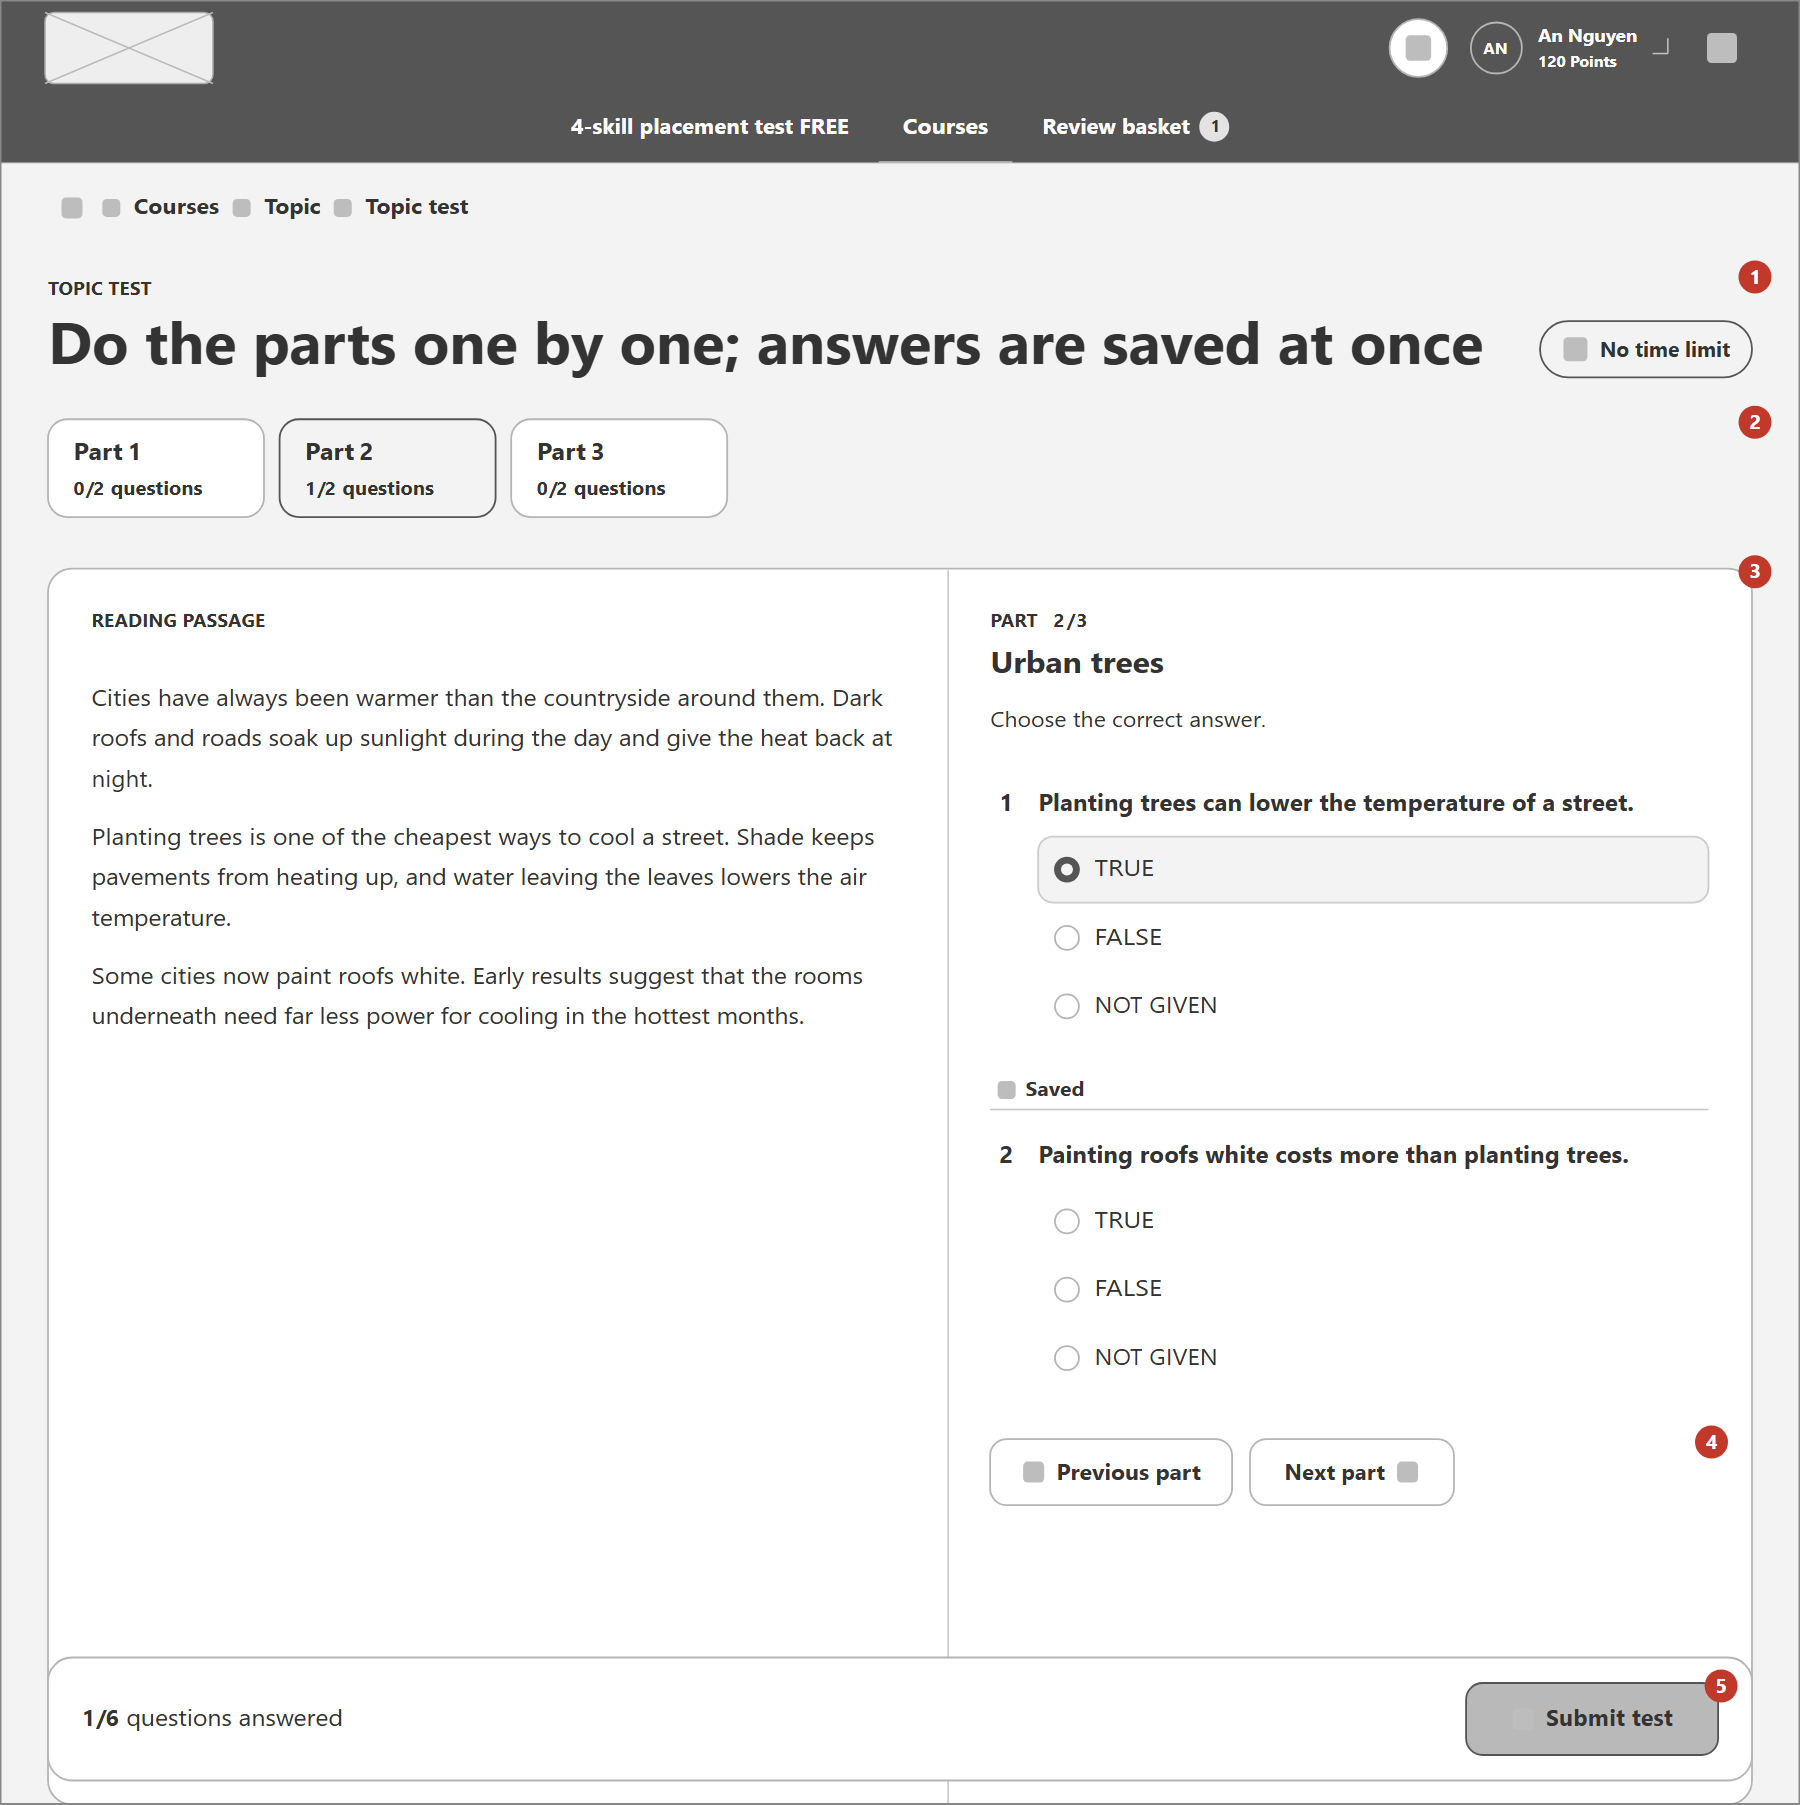 AN
An Nguyen
120 Points
4-skill placement test FREE
Courses
Review basket 1
Courses
Topic
Topic test
TOPIC TEST
1
Do the parts one by one; answers are saved at once
No time limit
2
Part 1
0/2 questions
Part 2
1/2 questions
Part 3
0/2 questions
3
READING PASSAGE
Cities have always been warmer than the countryside around them. Dark
roofs and roads soak up sunlight during the day and give the heat back at
night.
Planting trees is one of the cheapest ways to cool a street. Shade keeps
pavements from heating up, and water leaving the leaves lowers the air
temperature.
Some cities now paint roofs white. Early results suggest that the rooms
underneath need far less power for cooling in the hottest months.
PART 2/3
Urban trees
Choose the correct answer.
1 Planting trees can lower the temperature of a street.
TRUE
FALSE
NOT GIVEN
Saved
2 Painting roofs white costs more than planting trees.
TRUE
FALSE
NOT GIVEN
4
Previous part
Next part
5
1/6 questions answered
Submit test